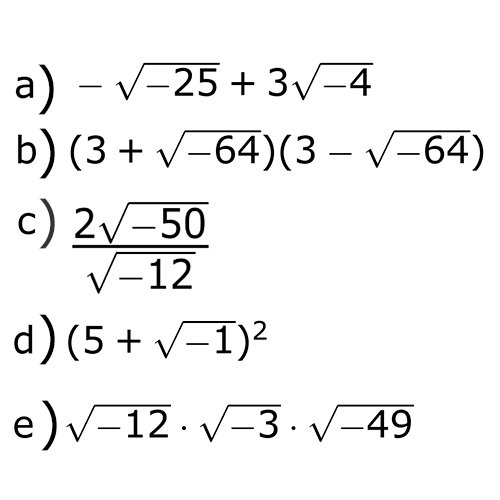 a) −√−25 + 3√−4
b) (3 + √−64)(3 − √−64)
c) 2√−50
√−12
d) (5 + √−1)²
e) √−12 · √−3 · √−49